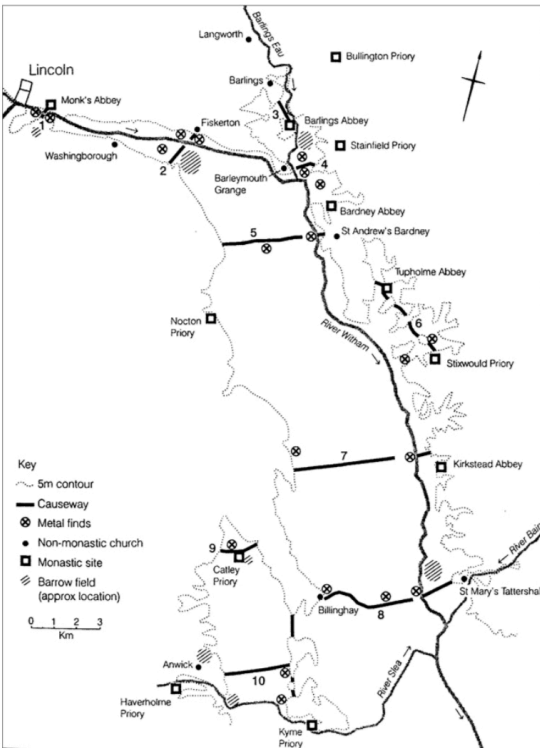 Langworth
Barlings Eau
Bullington Priory
Lincoln
Barlings
Monk's Abbey
Fiskerton
3
Barlings Abbey
1
Stainfield Priory
Washingborough
2
Barleymouth
Grange
4
Bardney Abbey
5
St Andrew's Bardney
Tupholme Abbey
Nocton
Priory
River Witham
6
Stixwould Priory
7
Kirkstead Abbey
Key
5m contour
Causeway
Metal finds
Non-monastic church
Monastic site
Barrow field
(approx location)
0 1 2 3
Km
9
Catley
Priory
River Bain
Billinghay
8
St Mary's Tattershal
Anwick
10
River Slea
Haverholme
Priory
Kyme
Priory